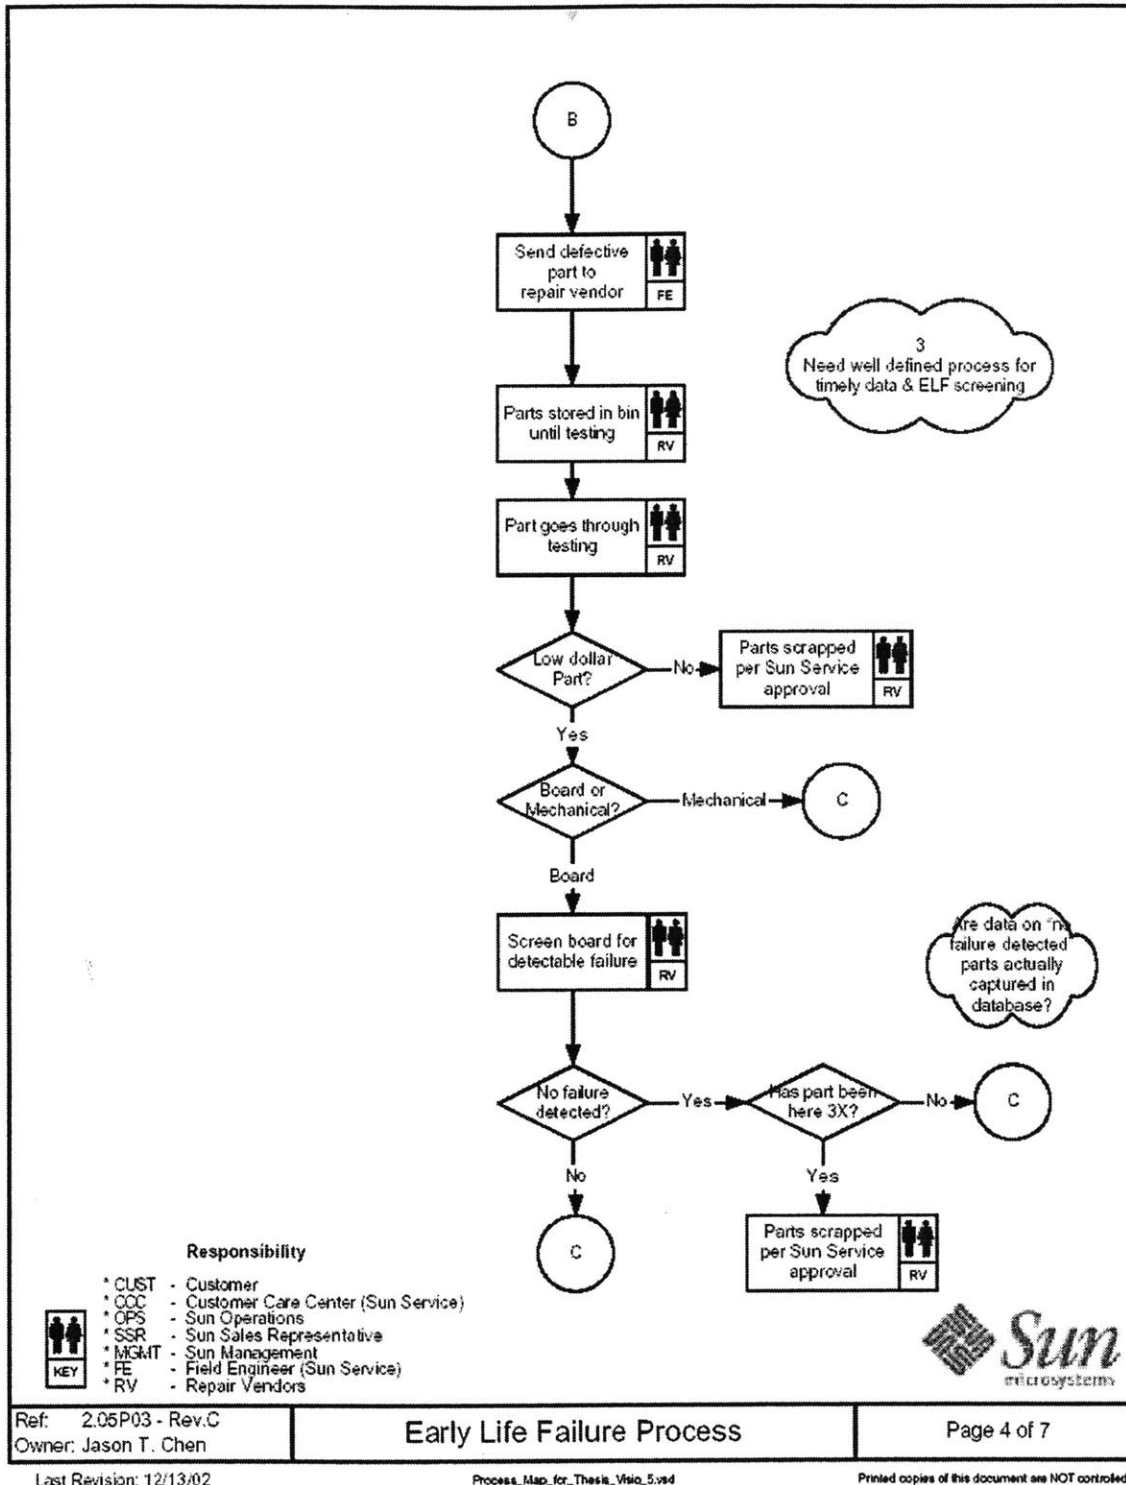 B
Send defective
part to
repair vendor
FE
3
Need well defined process for
timely data & ELF screening
Parts stored in bin
until testing
RV
Part goes through
testing
RV
Low dollar
Part?
No
Parts scrapped
per Sun Service
approval
RV
Yes
Board or
Mechanical?
Mechanical
C
Board
Screen board for
detectable failure
RV
Are data on "no
failure detected
parts actually
captured in
database?
No failure
detected?
Yes
Has part been
here 3X?
No
C
No
Yes
C
Parts scrapped
per Sun Service
approval
RV
Responsibility
* CUST - Customer
* CCC - Customer Care Center (Sun Service)
* OPS - Sun Operations
* SSR - Sun Sales Representative
* MGMT - Sun Management
* FE - Field Engineer (Sun Service)
* RV - Repair Vendors
KEY
Sun
microsystems
Ref: 2.05P03 - Rev.C
Owner: Jason T. Chen
Early Life Failure Process
Page 4 of 7
Last Revision: 12/13/02
Process_Map_for_Thesis_Visio_5.vsd
Printed copies of this document are NOT controlled